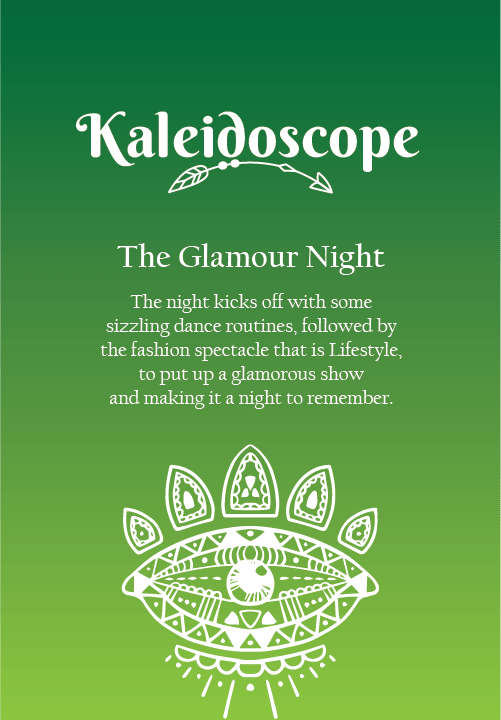 Kaleidoscope
The Glamour Night
The night kicks off with some
sizzling dance routines, followed by
the fashion spectacle that is Lifestyle,
to put up a glamorous show
and making it a night to remember.